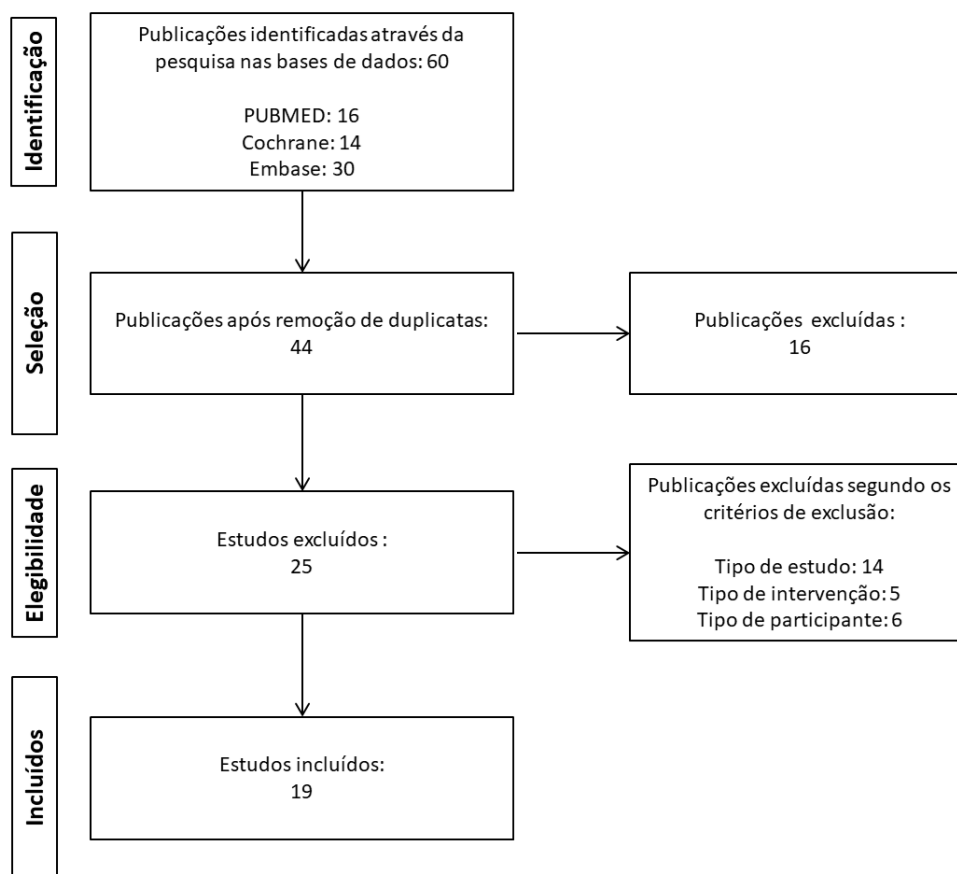 Identificação
Publicações identificadas através da
pesquisa nas bases de dados: 60
PUBMED: 16
Cochrane: 14
Embase: 30
Seleção
Publicações após remoção de duplicatas:
44
Publicações excluídas :
16
Elegibilidade
Estudos excluídos :
25
Publicações excluídas segundo os
critérios de exclusão:
Tipo de estudo: 14
Tipo de intervenção: 5
Tipo de participante: 6
Incluídos
Estudos incluídos:
19